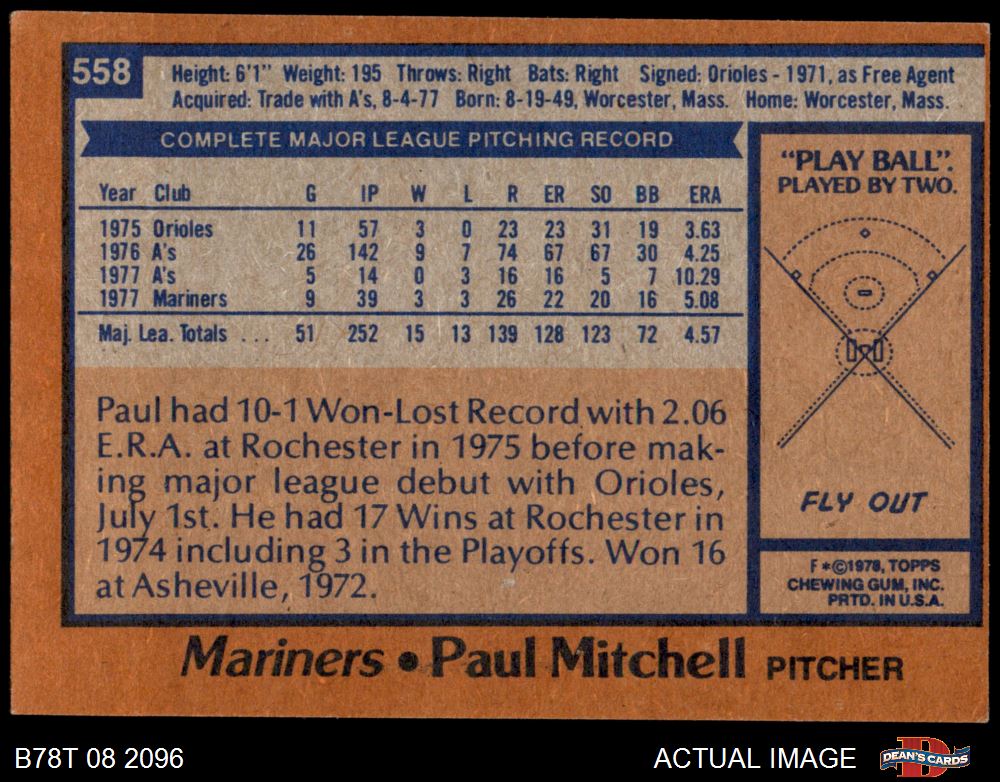 558
Height: 6'1" Weight: 195 Throws: Right Bats: Right Signed: Orioles - 1971, as Free Agent
Acquired: Trade with A's, 8-4-77 Born: 8-19-49, Worcester, Mass. Home: Worcester, Mass.
COMPLETE MAJOR LEAGUE PITCHING RECORD
Year Club G IP W L R ER SO BB ERA
1975 Orioles 11 57 3 0 23 23 31 19 3.63
1976 A's 26 142 9 7 74 67 67 30 4.25
1977 A's 5 14 0 3 16 16 5 7 10.29
1977 Mariners 9 39 3 3 26 22 20 16 5.08
Maj. Lea. Totals ... 51 252 15 13 139 128 123 72 4.57
Paul had 10-1 Won-Lost Record with 2.06
E.R.A. at Rochester in 1975 before mak-
ing major league debut with Orioles,
July 1st. He had 17 Wins at Rochester in
1974 including 3 in the Playoffs. Won 16
at Asheville, 1972.
"PLAY BALL".
PLAYED BY TWO.
FLY OUT
F*©1978, TOPPS
CHEWING GUM, INC.
PRTD. IN U.S.A.
Mariners • Paul Mitchell PITCHER
B78T 08 2096
ACTUAL IMAGE
DEAN'S CARDS